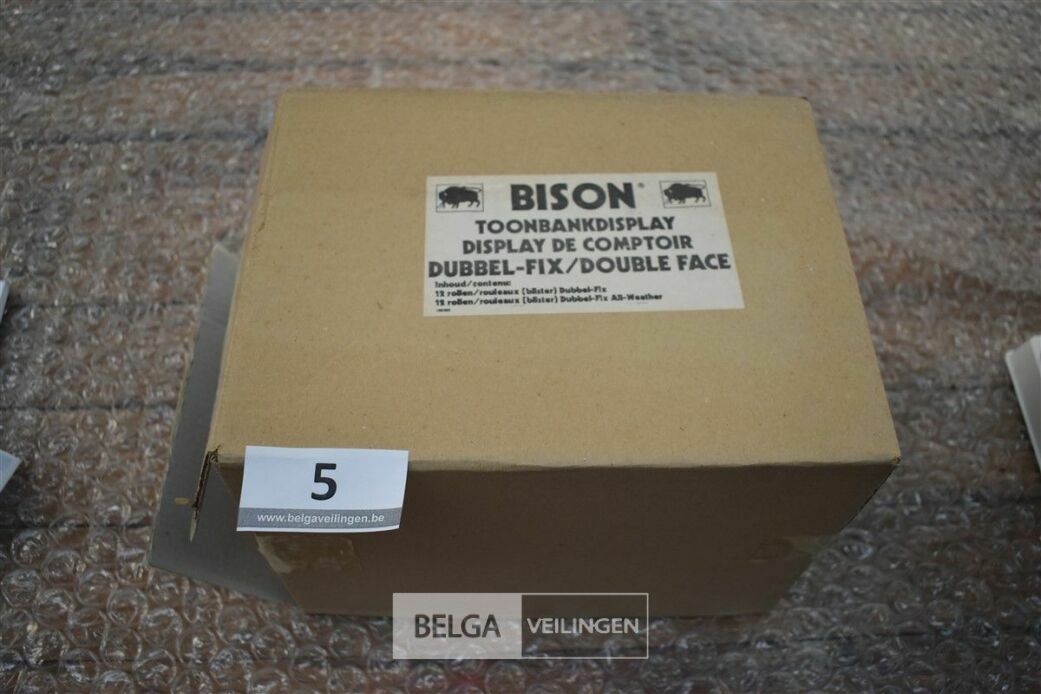 BISON®
TOONBANKDISPLAY
DISPLAY DE COMPTOIR
DUBBEL-FIX/DOUBLE FACE
Inhoud/contenu:
12 rollen/rouleaux (blister) Dubbel-Fix
12 rollen/rouleaux (blister) Dubbel-Fix All-Weather
5
www.belgaveilingen.be
BELGA VEILINGEN